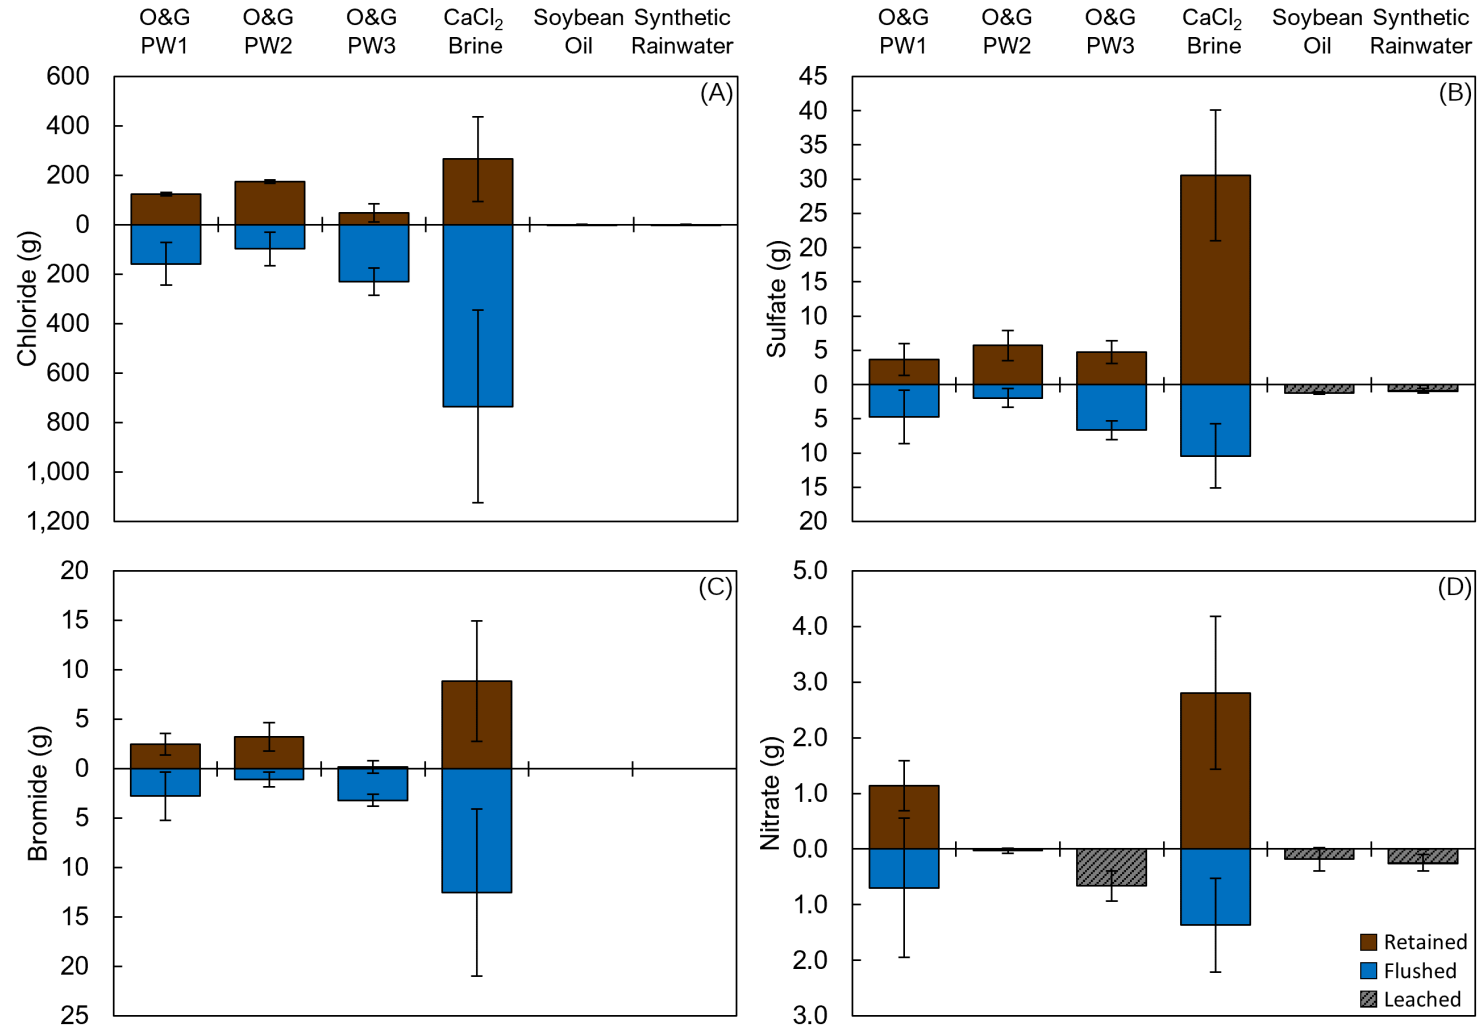 O&G PW1
O&G PW2
O&G PW3
CaCl₂ Brine
Soybean Oil
Synthetic Rainwater
O&G PW1
O&G PW2
O&G PW3
CaCl₂ Brine
Soybean Oil
Synthetic Rainwater
(A)
Chloride (g)
600
400
200
0
200
400
600
800
1,000
1,200
(B)
Sulfate (g)
45
40
35
30
25
20
15
10
5
0
5
10
15
20
(C)
Bromide (g)
20
15
10
5
0
5
10
15
20
25
(D)
Nitrate (g)
5.0
4.0
3.0
2.0
1.0
0.0
1.0
2.0
3.0
Retained
Flushed
Leached